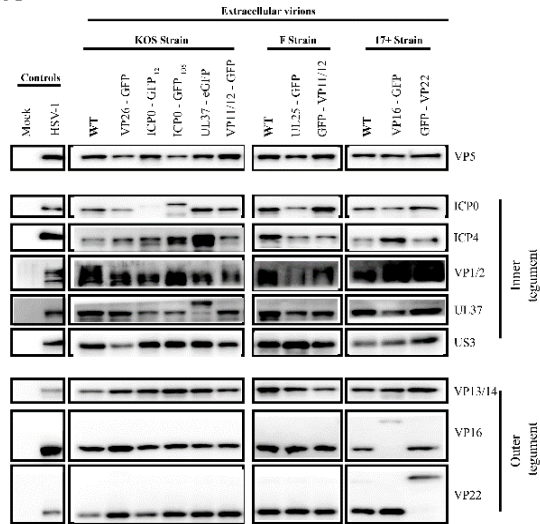 Extracellular virions
KOS Strain
F Strain
17+ Strain
Controls
Mock
HSV-1
WT
VP26 - GFP
ICP0 - GFP12
ICP0 - GFP105
UL37 - eGFP
VP11/12 - GFP
WT
UL25 - GFP
GFP - VP11/12
WT
VP16 - GFP
GFP - VP22
VP5
ICP0
ICP4
VP1/2
UL37
US3
Inner
tegument
VP13/14
VP16
VP22
Outer
tegument